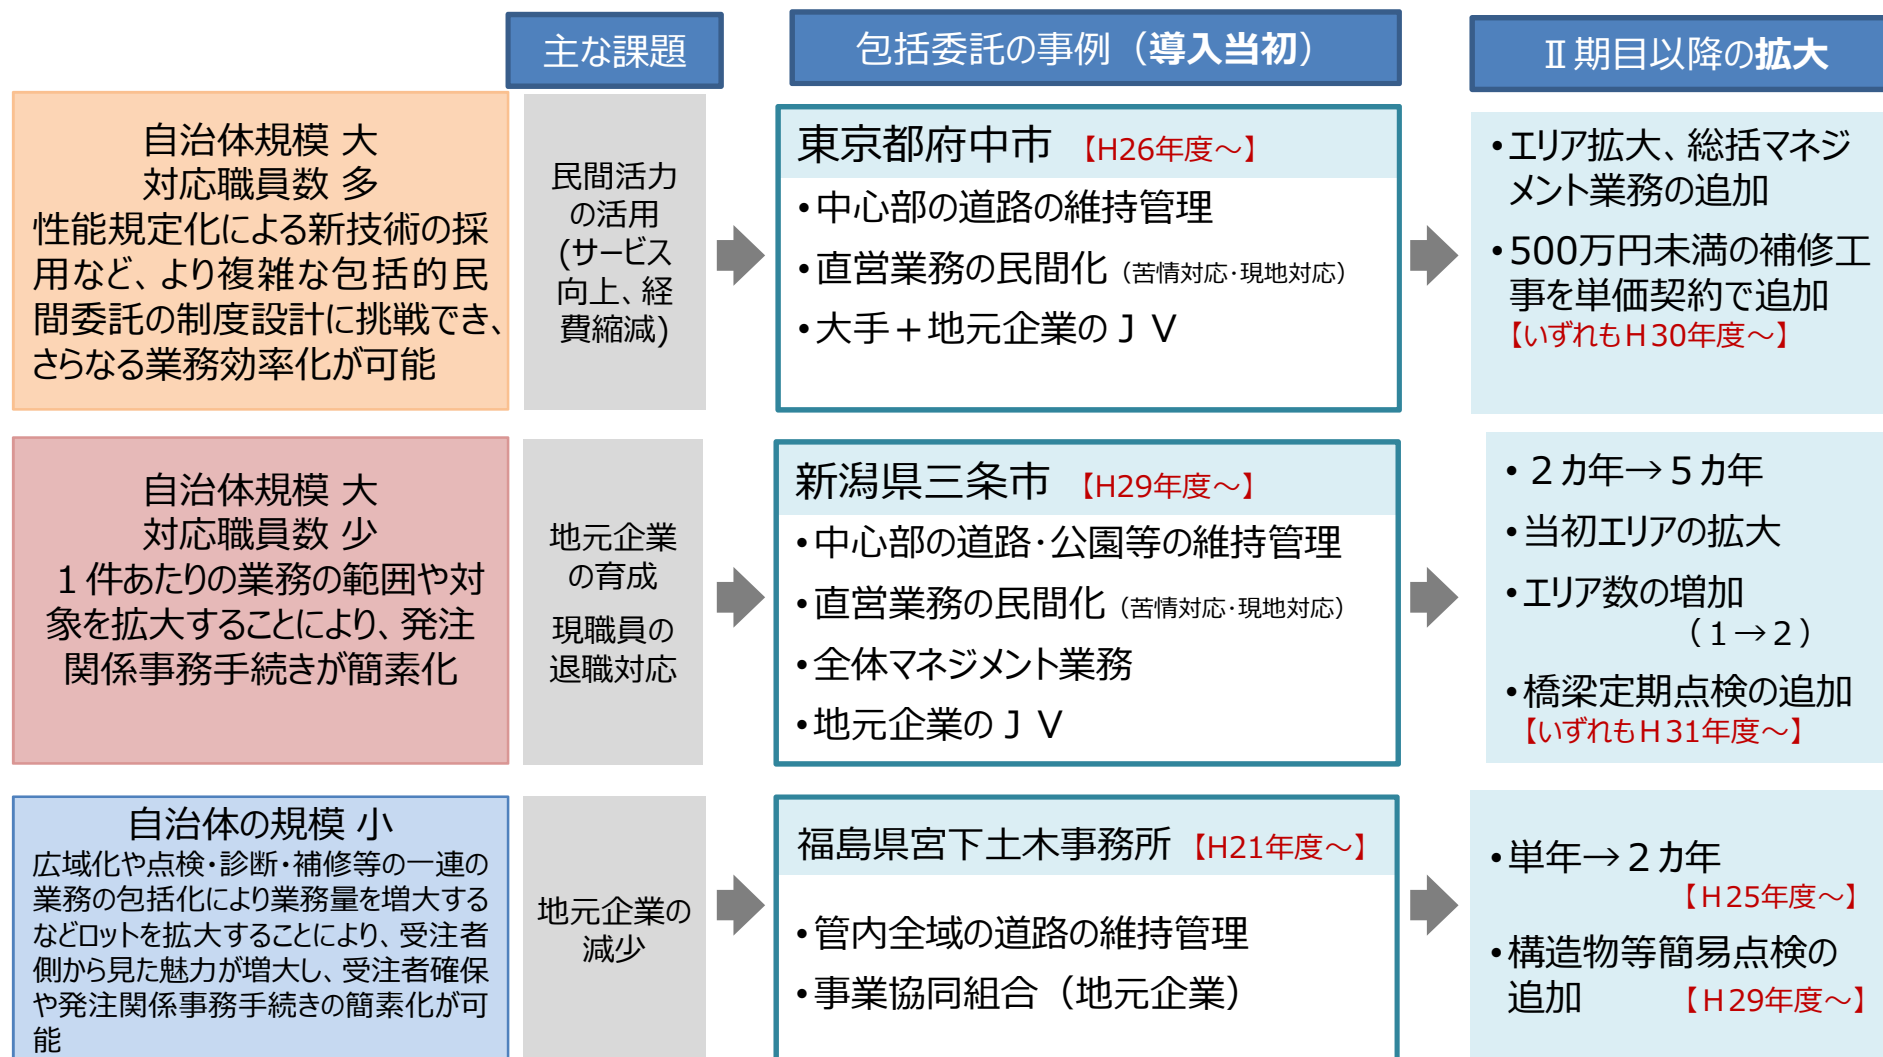 主な課題
包括委託の事例（導入当初）
Ⅱ期目以降の拡大
自治体規模 大
対応職員数 多
性能規定化による新技術の採
用など、より複雑な包括的民
間委託の制度設計に挑戦でき、
さらなる業務効率化が可能
民間活力
の活用
(サービス
向上、経
費縮減)
東京都府中市 【H26年度～】
•中心部の道路の維持管理
•直営業務の民間化（苦情対応･現地対応）
•大手＋地元企業のＪＶ
•エリア拡大、総括マネジ
メント業務の追加
•500万円未満の補修工
事を単価契約で追加
【いずれもＨ30年度～】
自治体規模 大
対応職員数 少
１件あたりの業務の範囲や対
象を拡大することにより、発注
関係事務手続きが簡素化
地元企業
の育成
現職員の
退職対応
新潟県三条市 【H29年度～】
•中心部の道路･公園等の維持管理
•直営業務の民間化（苦情対応･現地対応）
•全体マネジメント業務
•地元企業のＪＶ
•２カ年→５カ年
•当初エリアの拡大
•エリア数の増加
（１→２）
•橋梁定期点検の追加
【いずれもＨ31年度～】
自治体の規模 小
広域化や点検・診断・補修等の一連の
業務の包括化により業務量を増大する
などロットを拡大することにより、受注者
側から見た魅力が増大し、受注者確保
や発注関係事務手続きの簡素化が可
能
地元企業の
減少
福島県宮下土木事務所 【H21年度～】
•管内全域の道路の維持管理
•事業協同組合（地元企業）
•単年→２カ年
【Ｈ25年度～】
•構造物等簡易点検の
追加 【Ｈ29年度～】